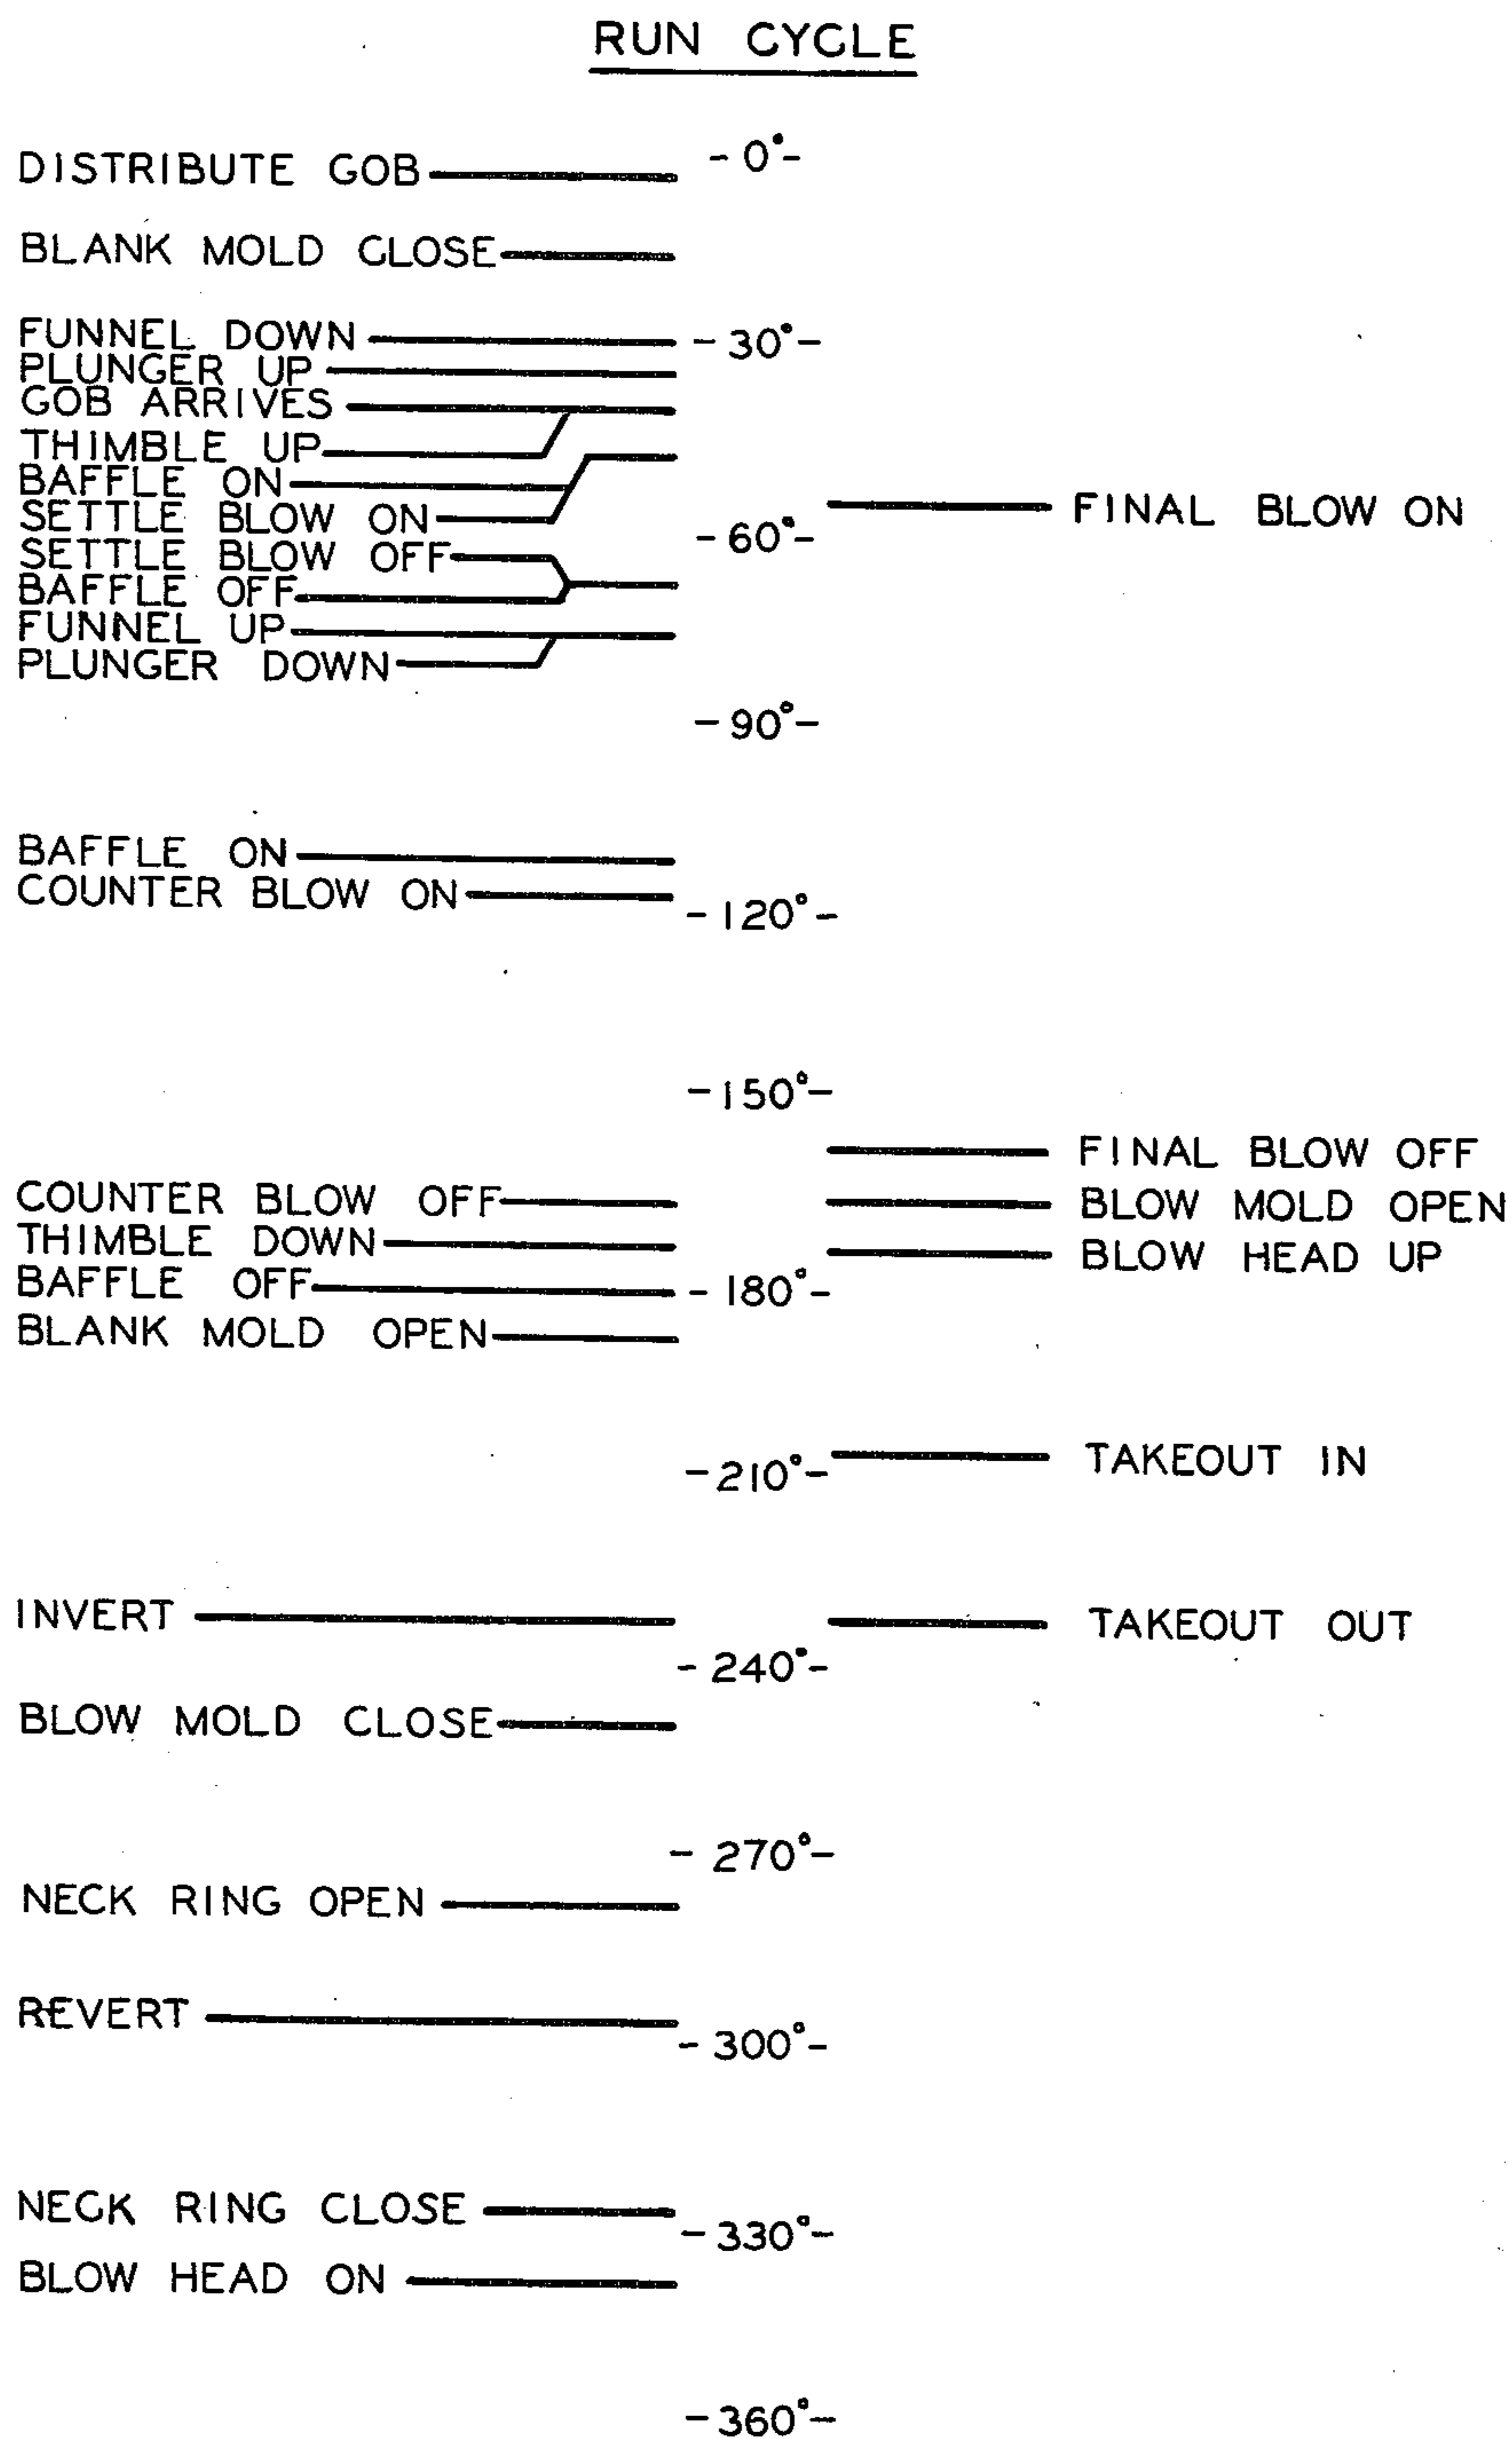 RUN CYCLE
DISTRIBUTE GOB
-0°-
BLANK MOLD CLOSE
FUNNEL DOWN
-30°-
PLUNGER UP
GOB ARRIVES
THIMBLE UP
BAFFLE ON
SETTLE BLOW ON
FINAL BLOW ON
-60°-
SETTLE BLOW OFF
BAFFLE OFF
FUNNEL UP
PLUNGER DOWN
-90°-
BAFFLE ON
COUNTER BLOW ON
-120°-
-150°-
FINAL BLOW OFF
COUNTER BLOW OFF
BLOW MOLD OPEN
THIMBLE DOWN
BLOW HEAD UP
BAFFLE OFF
-180°-
BLANK MOLD OPEN
-210°-
TAKEOUT IN
INVERT
TAKEOUT OUT
-240°-
BLOW MOLD CLOSE
-270°-
NECK RING OPEN
REVERT
-300°-
NECK RING CLOSE
-330°-
BLOW HEAD ON
-360°-